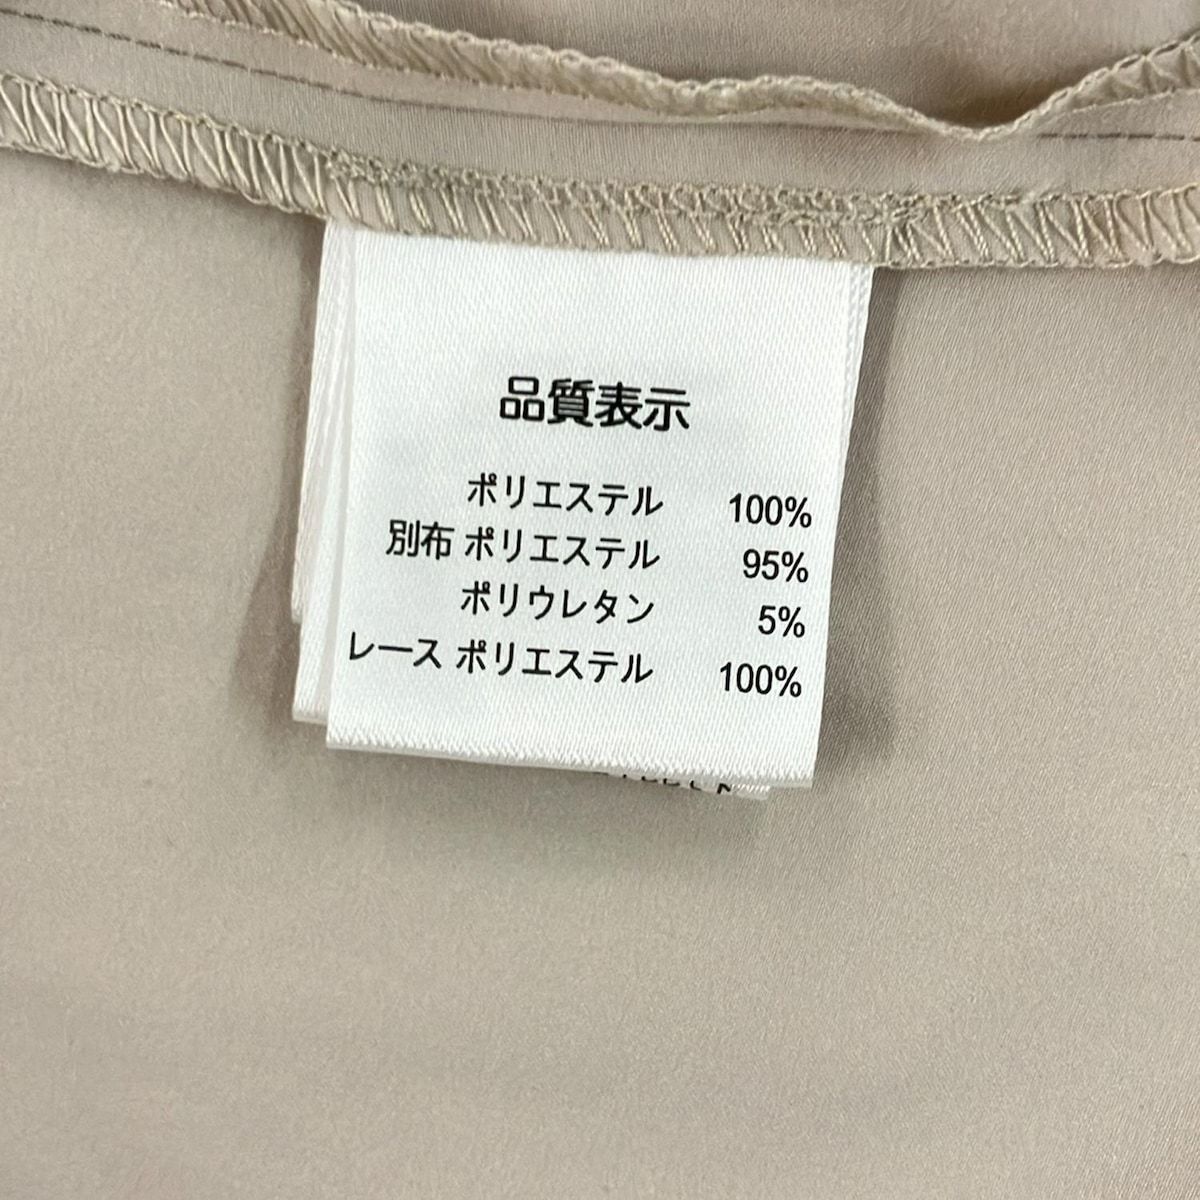 品質表示
ポリエステル 100%
別布 ポリエステル 95%
ポリウレタン 5%
レース ポリエステル 100%